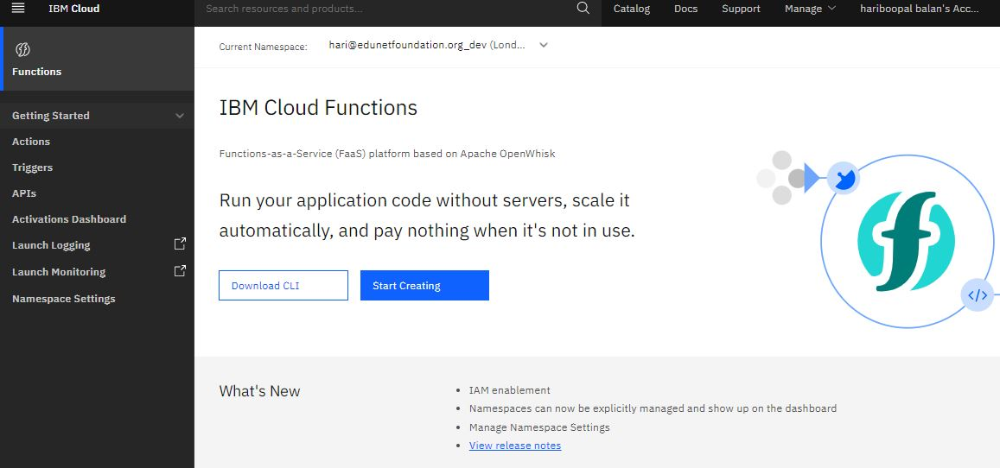 IBM Cloud
Search resources and products...
Catalog
Docs
Support
Manage
hariboopal balan's Acc...
Functions
Getting Started
Actions
Triggers
APIs
Activations Dashboard
Launch Logging
Launch Monitoring
Namespace Settings
Current Namespace:
hari@edunetfoundation.org_dev (Lond...
IBM Cloud Functions
Functions-as-a-Service (FaaS) platform based on Apache OpenWhisk
Run your application code without servers, scale it
automatically, and pay nothing when it's not in use.
Download CLI
Start Creating
</>
What's New
• IAM enablement
• Namespaces can now be explicitly managed and show up on the dashboard
• Manage Namespace Settings
• View release notes